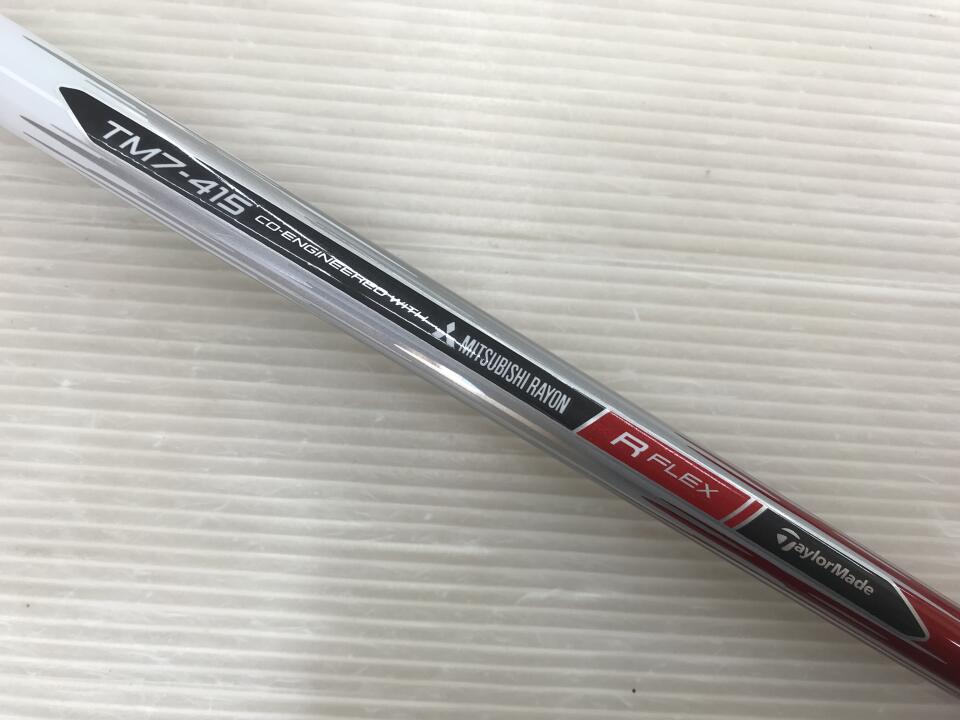 TM7-415 CO-ENGINEERED WITH MITSUBISHI RAYON R FLEX TaylorMade